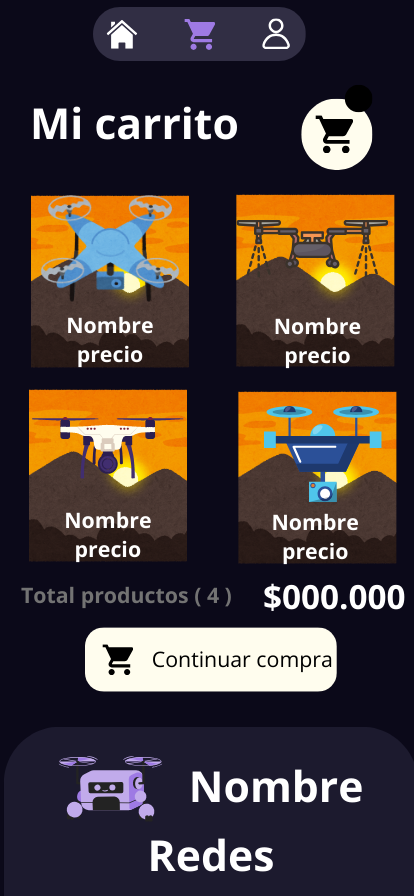 Mi carrito
Nombre
precio
Nombre
precio
Nombre
precio
Nombre
precio
Total productos ( 4 )
$000.000
Continuar compra
Nombre
Redes